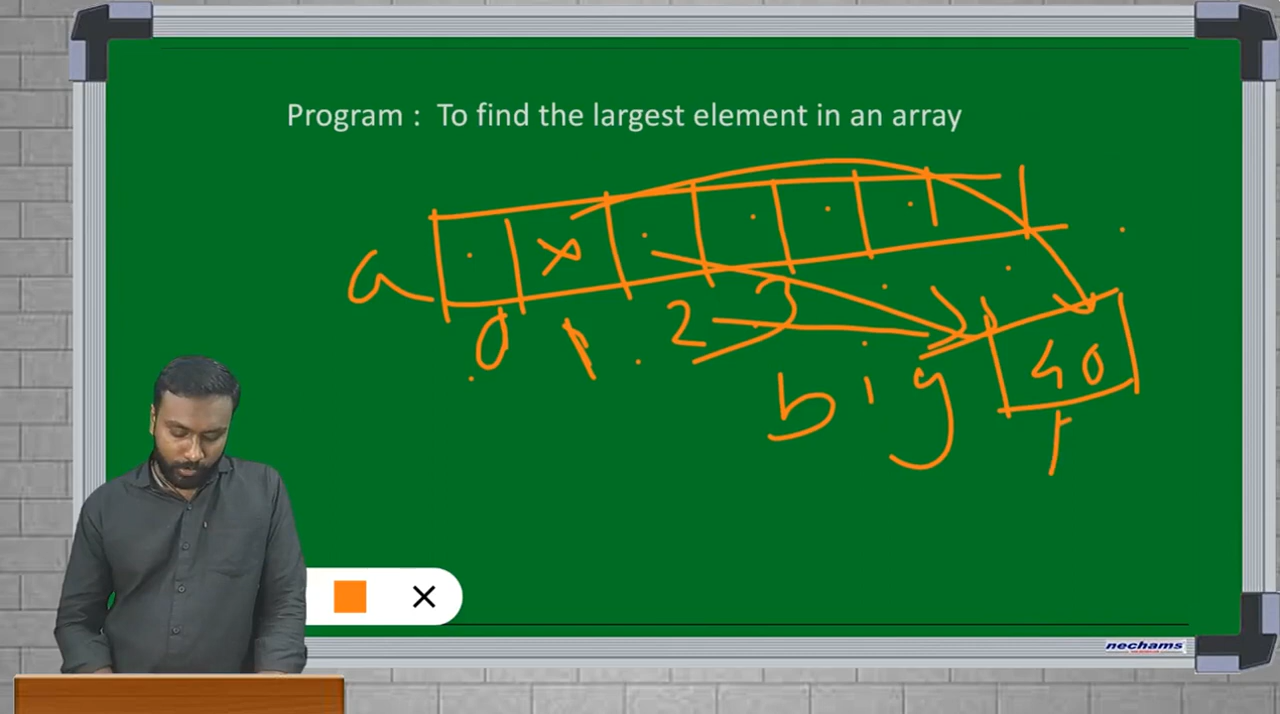 Program : To find the largest element in an array
a
0 1 2 3
big 40
nechams